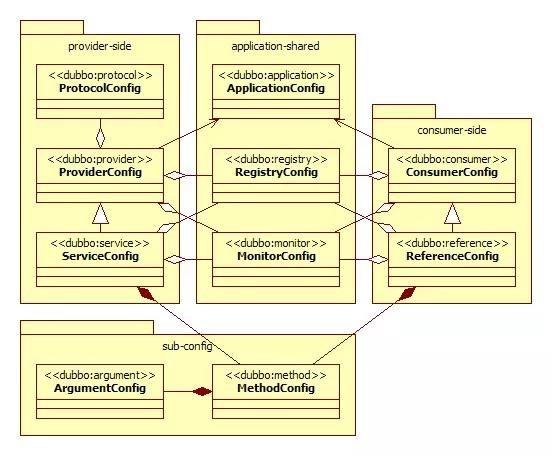 provider-side
<<dubbo:protocol>>
ProtocolConfig
<<dubbo:provider>>
ProviderConfig
<<dubbo:service>>
ServiceConfig
application-shared
<<dubbo:application>>
ApplicationConfig
<<dubbo:registry>>
RegistryConfig
<<dubbo:monitor>>
MonitorConfig
consumer-side
<<dubbo:consumer>>
ConsumerConfig
<<dubbo:reference>>
ReferenceConfig
sub-config
<<dubbo:argument>>
ArgumentConfig
<<dubbo:method>>
MethodConfig